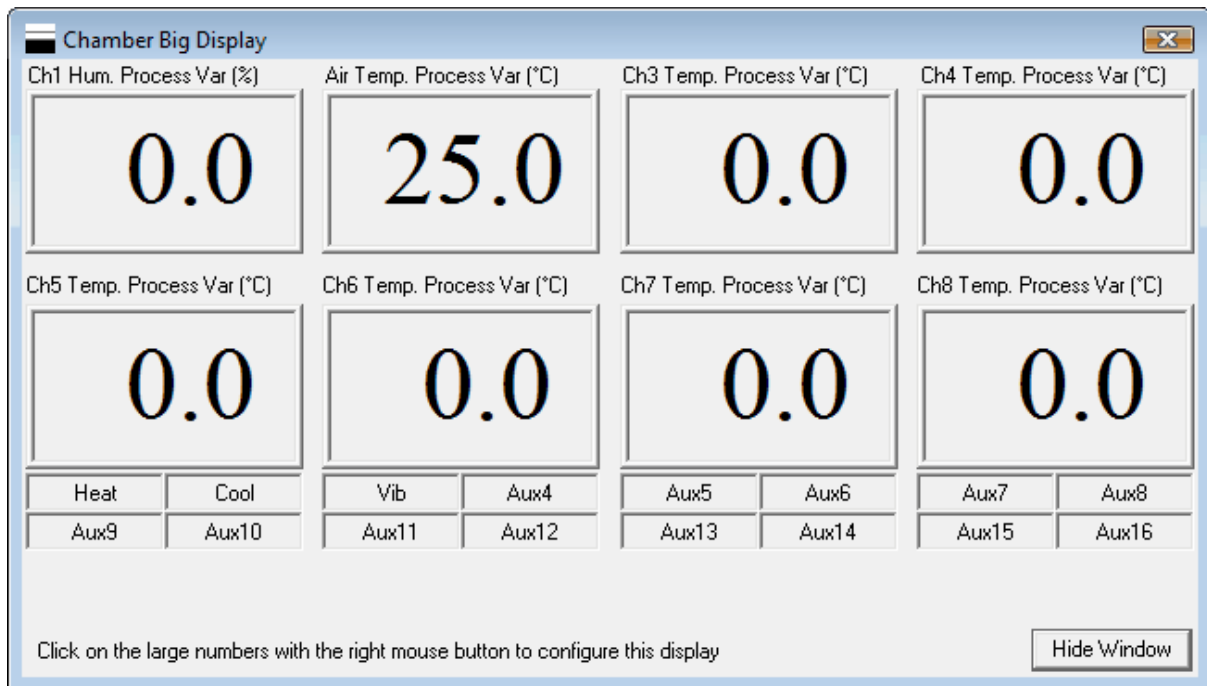 Chamber Big Display
Ch1 Hum. Process Var (%) Air Temp. Process Var (°C) Ch3 Temp. Process Var (°C) Ch4 Temp. Process Var (°C)
0.0 25.0 0.0 0.0
Ch5 Temp. Process Var (°C) Ch6 Temp. Process Var (°C) Ch7 Temp. Process Var (°C) Ch8 Temp. Process Var (°C)
0.0 0.0 0.0 0.0
Heat Cool Vib Aux4 Aux5 Aux6 Aux7 Aux8
Aux9 Aux10 Aux11 Aux12 Aux13 Aux14 Aux15 Aux16
Click on the large numbers with the right mouse button to configure this display Hide Window